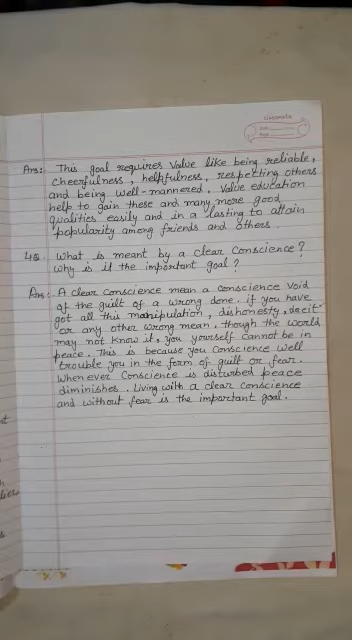 classmate
Date
Page
Ans:- This goal requires value like being reliable,
cheerfulness, helpfulness, respecting others
and being well-mannered. Value education
help to gain these and many more good
qualities easily and in a lasting to attain
popularity among friends and others.
4Q. What is meant by a clear conscience?
Why is it the important goal?
Ans:- A clear conscience mean a conscience void
of the guilt of a wrong done. if you have
got all this manipulation, dishonesty, deceit
or any other wrong mean, though the world
may not know it, you yourself cannot be in
peace. This is because you conscience well
trouble you in the form of guilt or fear.
Whenever conscience is disturbed peace
diminishes. Living with a clear conscience
and without fear is the important goal.